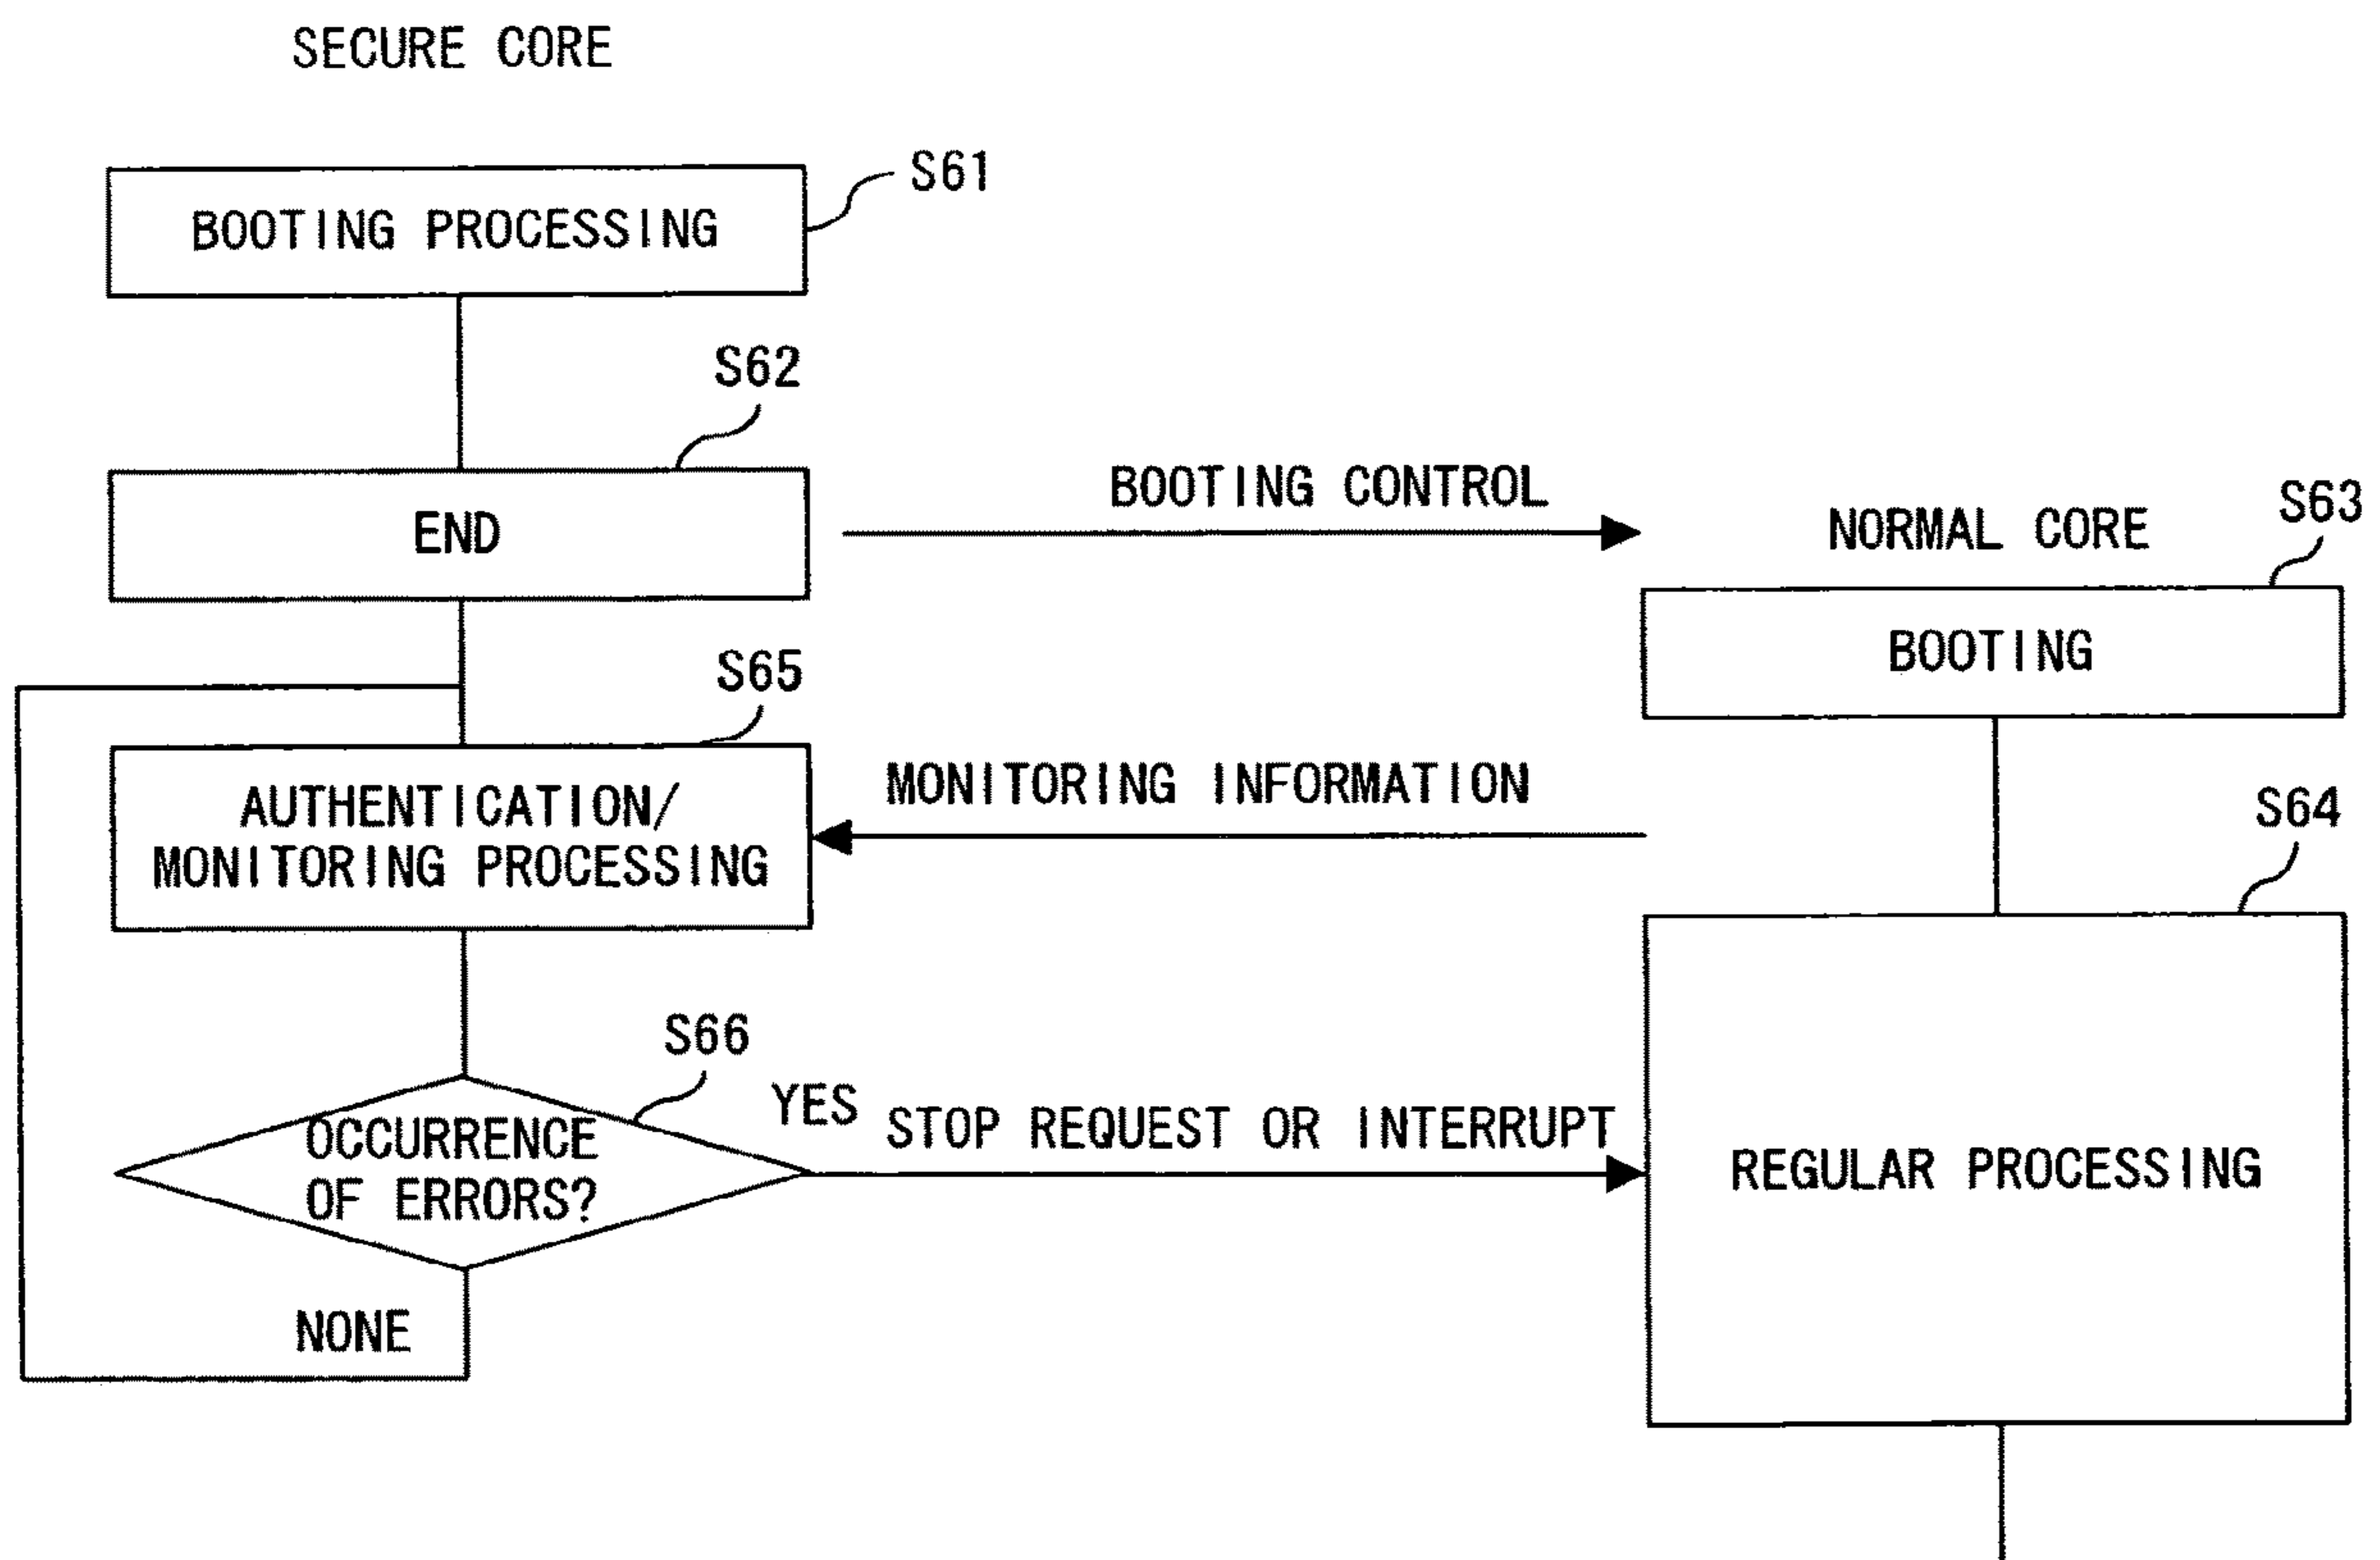 SECURE CORE
S61
BOOTING PROCESSING
S62
END
BOOTING CONTROL
NORMAL CORE
S63
BOOTING
S65
AUTHENTICATION/
MONITORING PROCESSING
MONITORING INFORMATION
S64
S66
OCCURRENCE
OF ERRORS?
YES
STOP REQUEST OR INTERRUPT
REGULAR PROCESSING
NONE